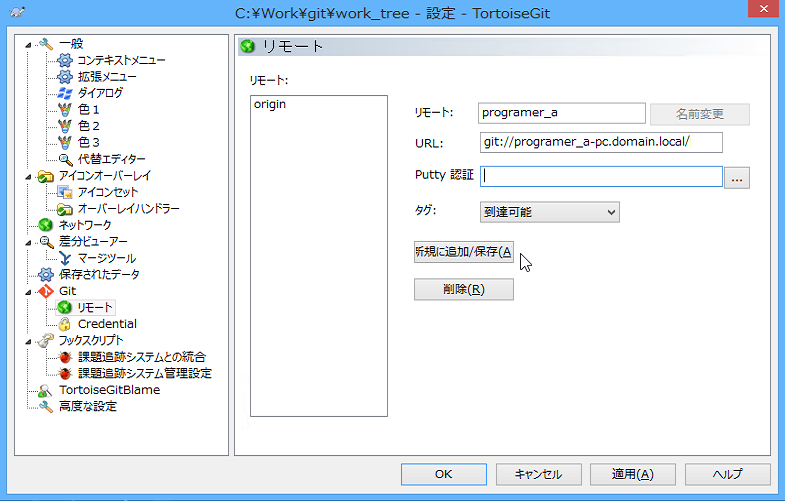 C:¥Work¥git¥work_tree - 設定 - TortoiseGit
一般
コンテキストメニュー
拡張メニュー
ダイアログ
色 1
色 2
色 3
代替エディター
アイコンオーバーレイ
アイコンセット
オーバーレイハンドラー
ネットワーク
差分ビューアー
マージツール
保存されたデータ
Git
リモート
Credential
フックスクリプト
課題追跡システムとの統合
課題追跡システム管理設定
TortoiseGitBlame
高度な設定
リモート
リモート:
origin
リモート: programer_a 名前変更
URL: git://programer_a-pc.domain.local/
Putty 認証 ...
タグ: 到達可能
新規に追加/保存(A
削除(R)
OK キャンセル 適用(A) ヘルプ